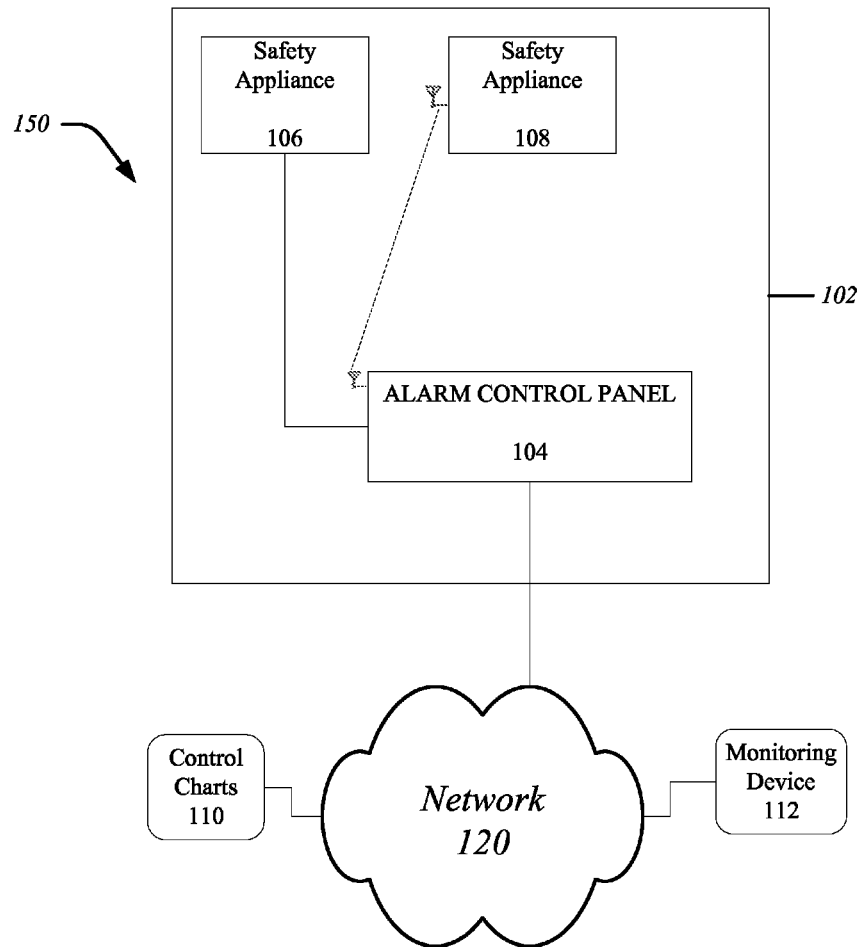 Safety
Appliance
106
Safety
Appliance
108
150
102
ALARM CONTROL PANEL
104
Control
Charts
110
Network
120
Monitoring
Device
112